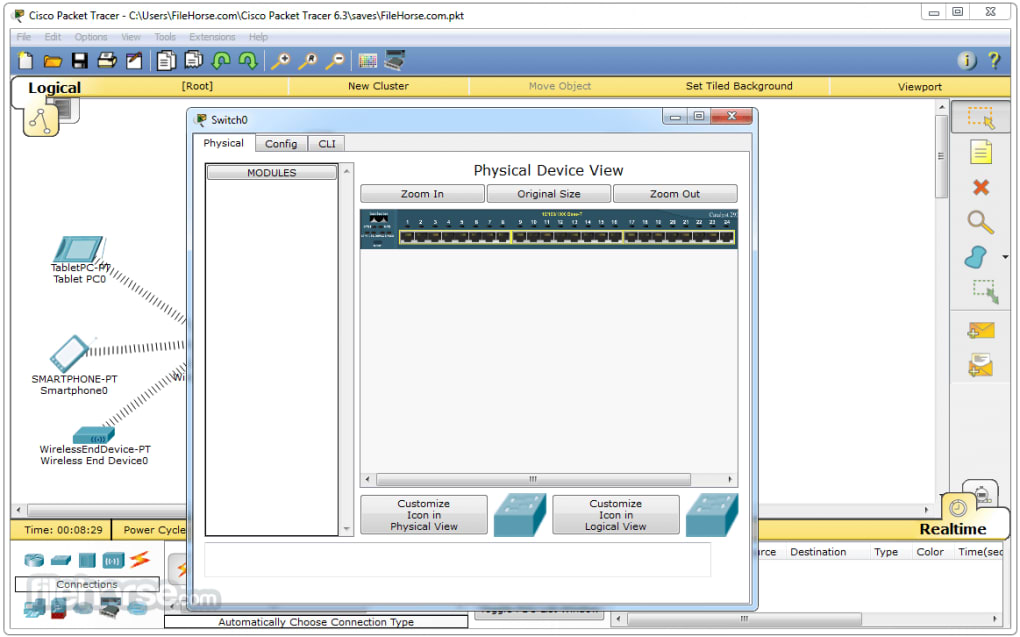 Cisco Packet Tracer - C:\Users\FileHorse.com\Cisco Packet Tracer 6.3\saves\FileHorse.com.pkt
File Edit Options View Tools Extensions Help
Logical [Root] New Cluster Move Object Set Tiled Background Viewport
Switch0
Physical Config CLI
MODULES
Physical Device View
Zoom In Original Size Zoom Out
10/100 Base-T
1 2 3 4 5 6 7 8 9 10 11 12 13 14 15 16 17 18 19 20 21 22 23 24
TabletPC-PT
Tablet PC0
SMARTPHONE-PT
Smartphone0
WirelessEndDevice-PT
Wireless End Device0
Customize
Icon in
Physical View
Customize
Icon in
Logical View
Time: 00:08:29 Power Cycle
Realtime
Destination Type Color Time(sec
Connections
filehorse.com
Automatically Choose Connection Type